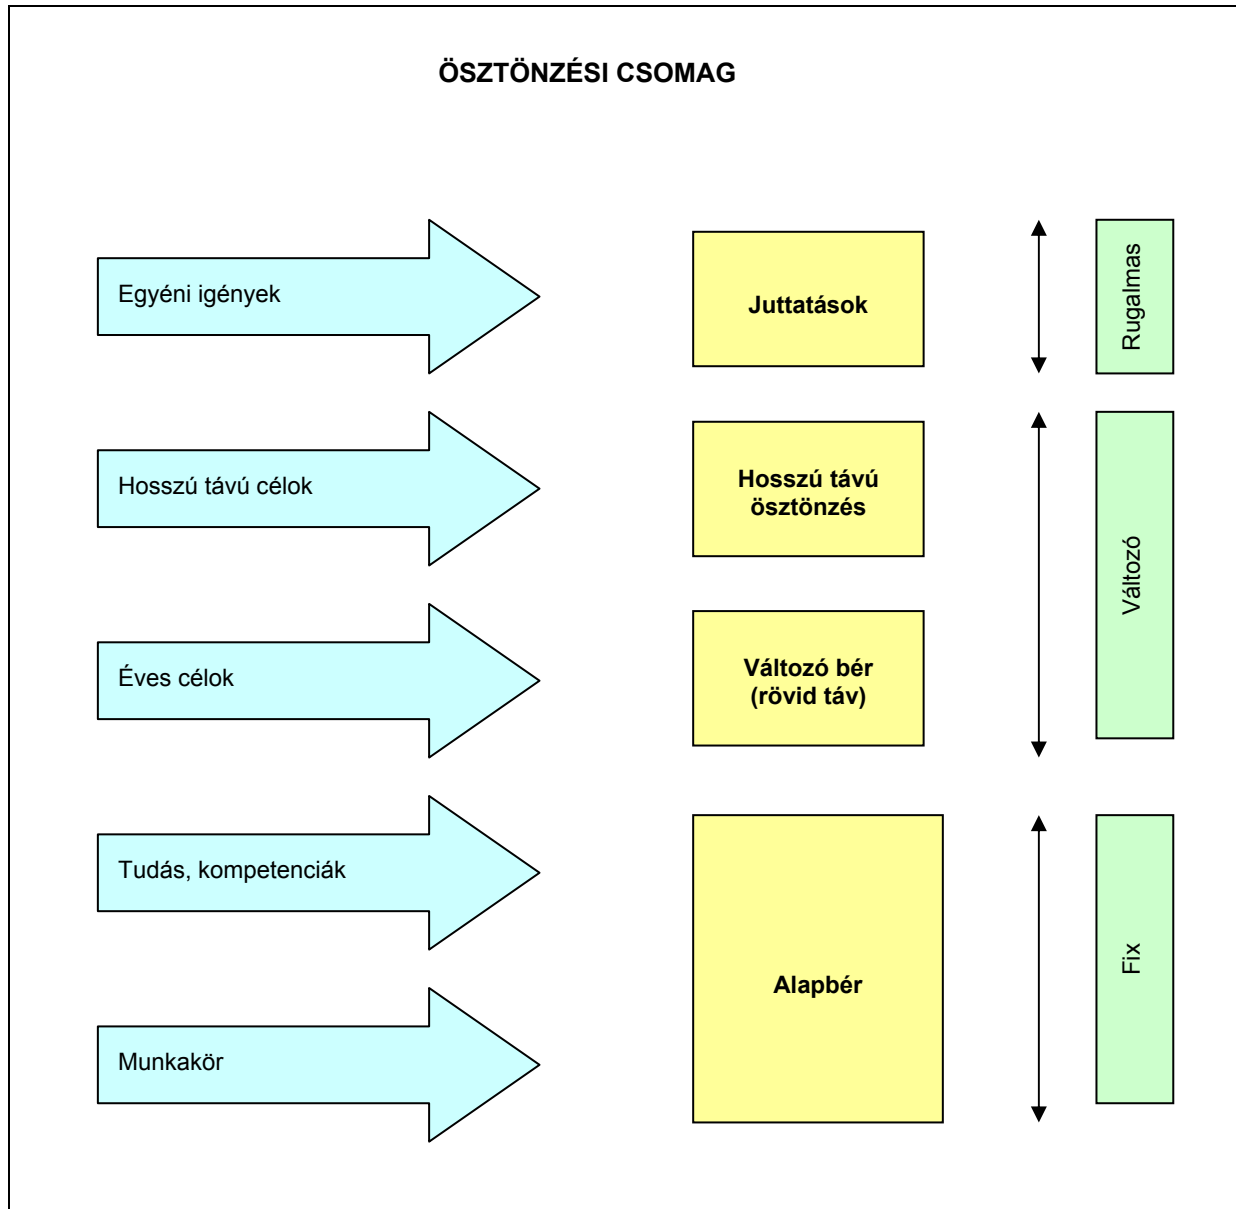 ÖSZTÖNZÉSI CSOMAG
Egyéni igények
Juttatások
Rugalmas
Hosszú távú célok
Hosszú távú
ösztönzés
Változó
Éves célok
Változó bér
(rövid táv)
Tudás, kompetenciák
Alapbér
Fix
Munkakör